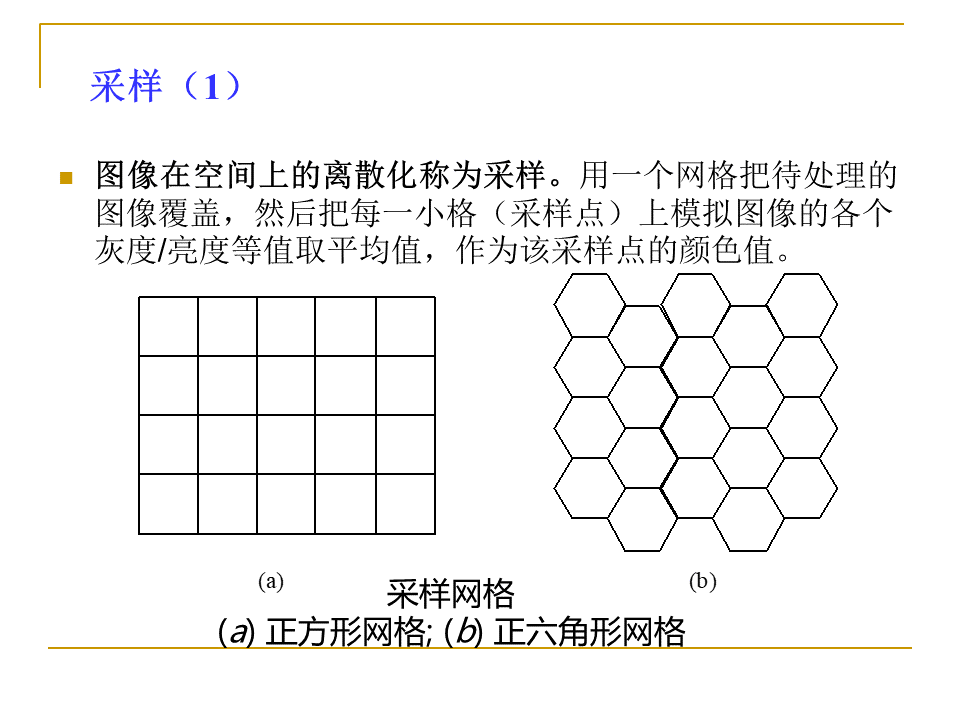 采样（1）
图像在空间上的离散化称为采样。用一个网格把待处理的
图像覆盖，然后把每一小格（采样点）上模拟图像的各个
灰度/亮度等值取平均值，作为该采样点的颜色值。
(a)
(b)
采样网格
(a) 正方形网格; (b) 正六角形网格